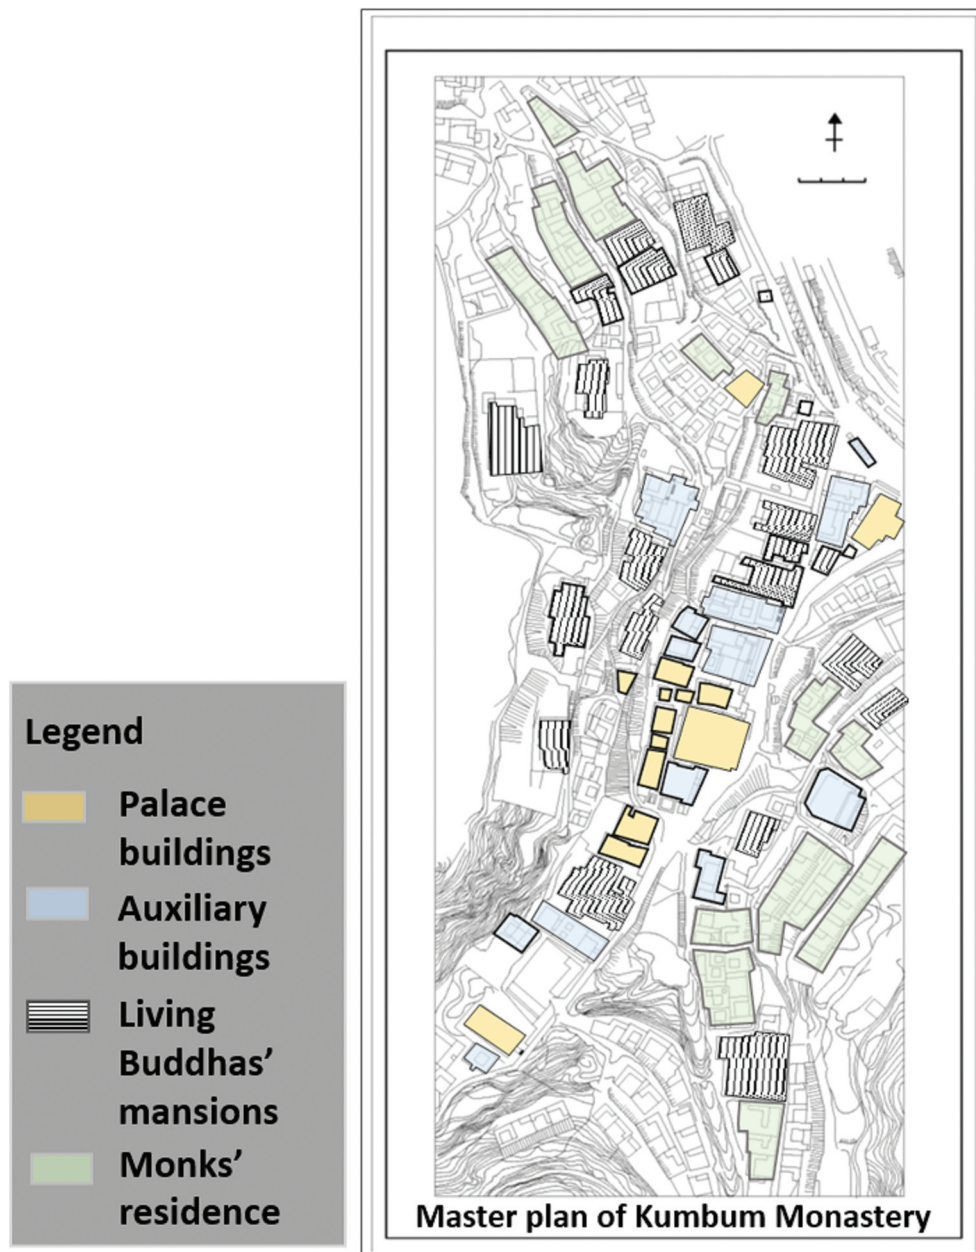 Legend
Palace
buildings
Auxiliary
buildings
Living
Buddhas’
mansions
Monks’
residence
Master plan of Kumbum Monastery